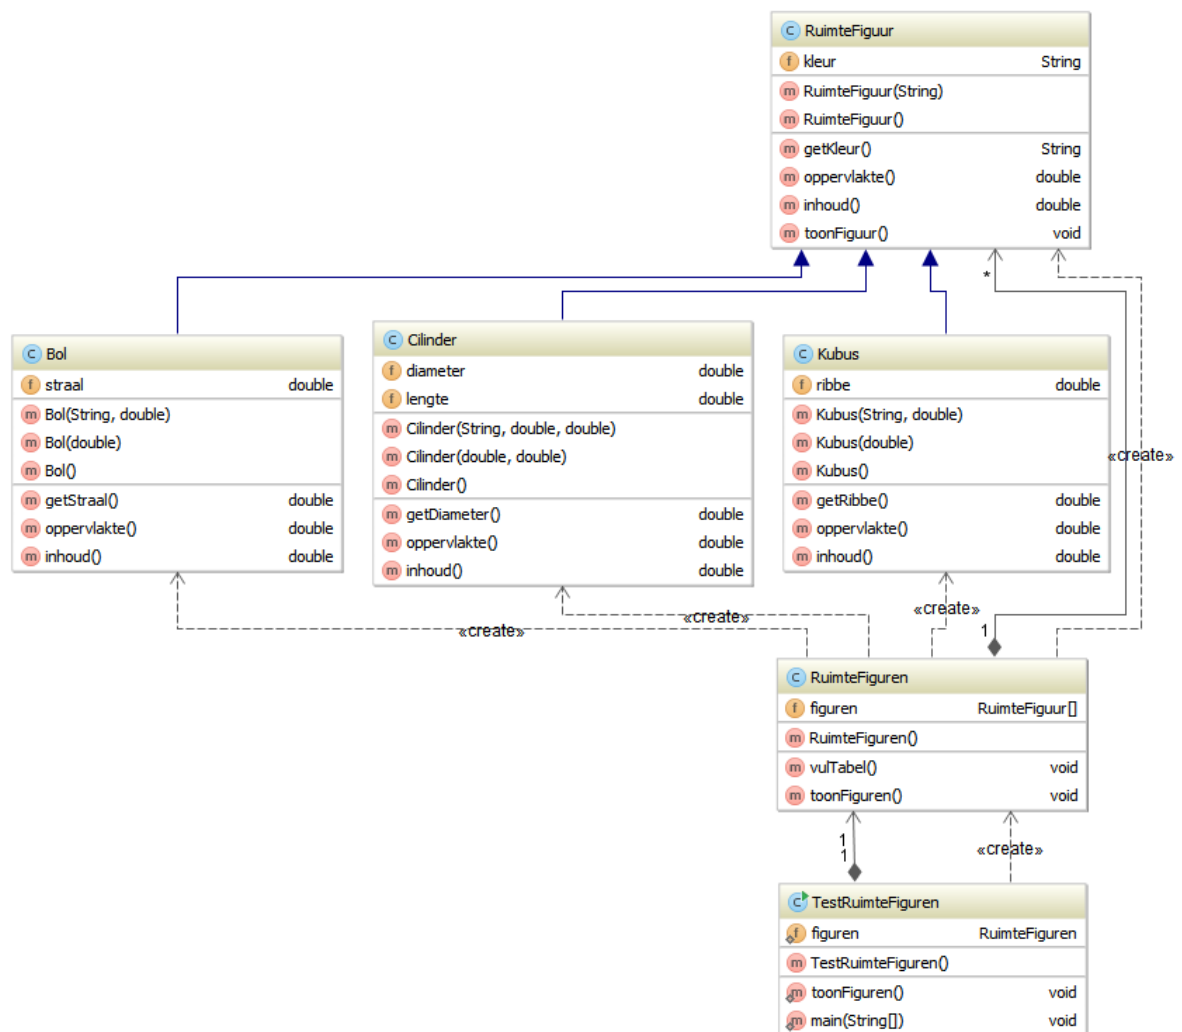 RuimteFiguur
kleur String
RuimteFiguur(String)
RuimteFiguur()
getKleur() String
oppervlakte() double
inhoud() double
toonFiguur() void
*
Bol
straal double
Bol(String, double)
Bol(double)
Bol()
getStraal() double
oppervlakte() double
inhoud() double
Cilinder
diameter double
lengte double
Cilinder(String, double, double)
Cilinder(double, double)
Cilinder()
getDiameter() double
oppervlakte() double
inhoud() double
Kubus
ribbe double
Kubus(String, double)
Kubus(double)
Kubus()
getRibbe() double
oppervlakte() double
inhoud() double
«create»
«create»
«create»
«create»
1
RuimteFiguren
figuren RuimteFiguur[]
RuimteFiguren()
vulTabel() void
toonFiguren() void
1
1
«create»
TestRuimteFiguren
figuren RuimteFiguren
TestRuimteFiguren()
toonFiguren() void
main(String[]) void